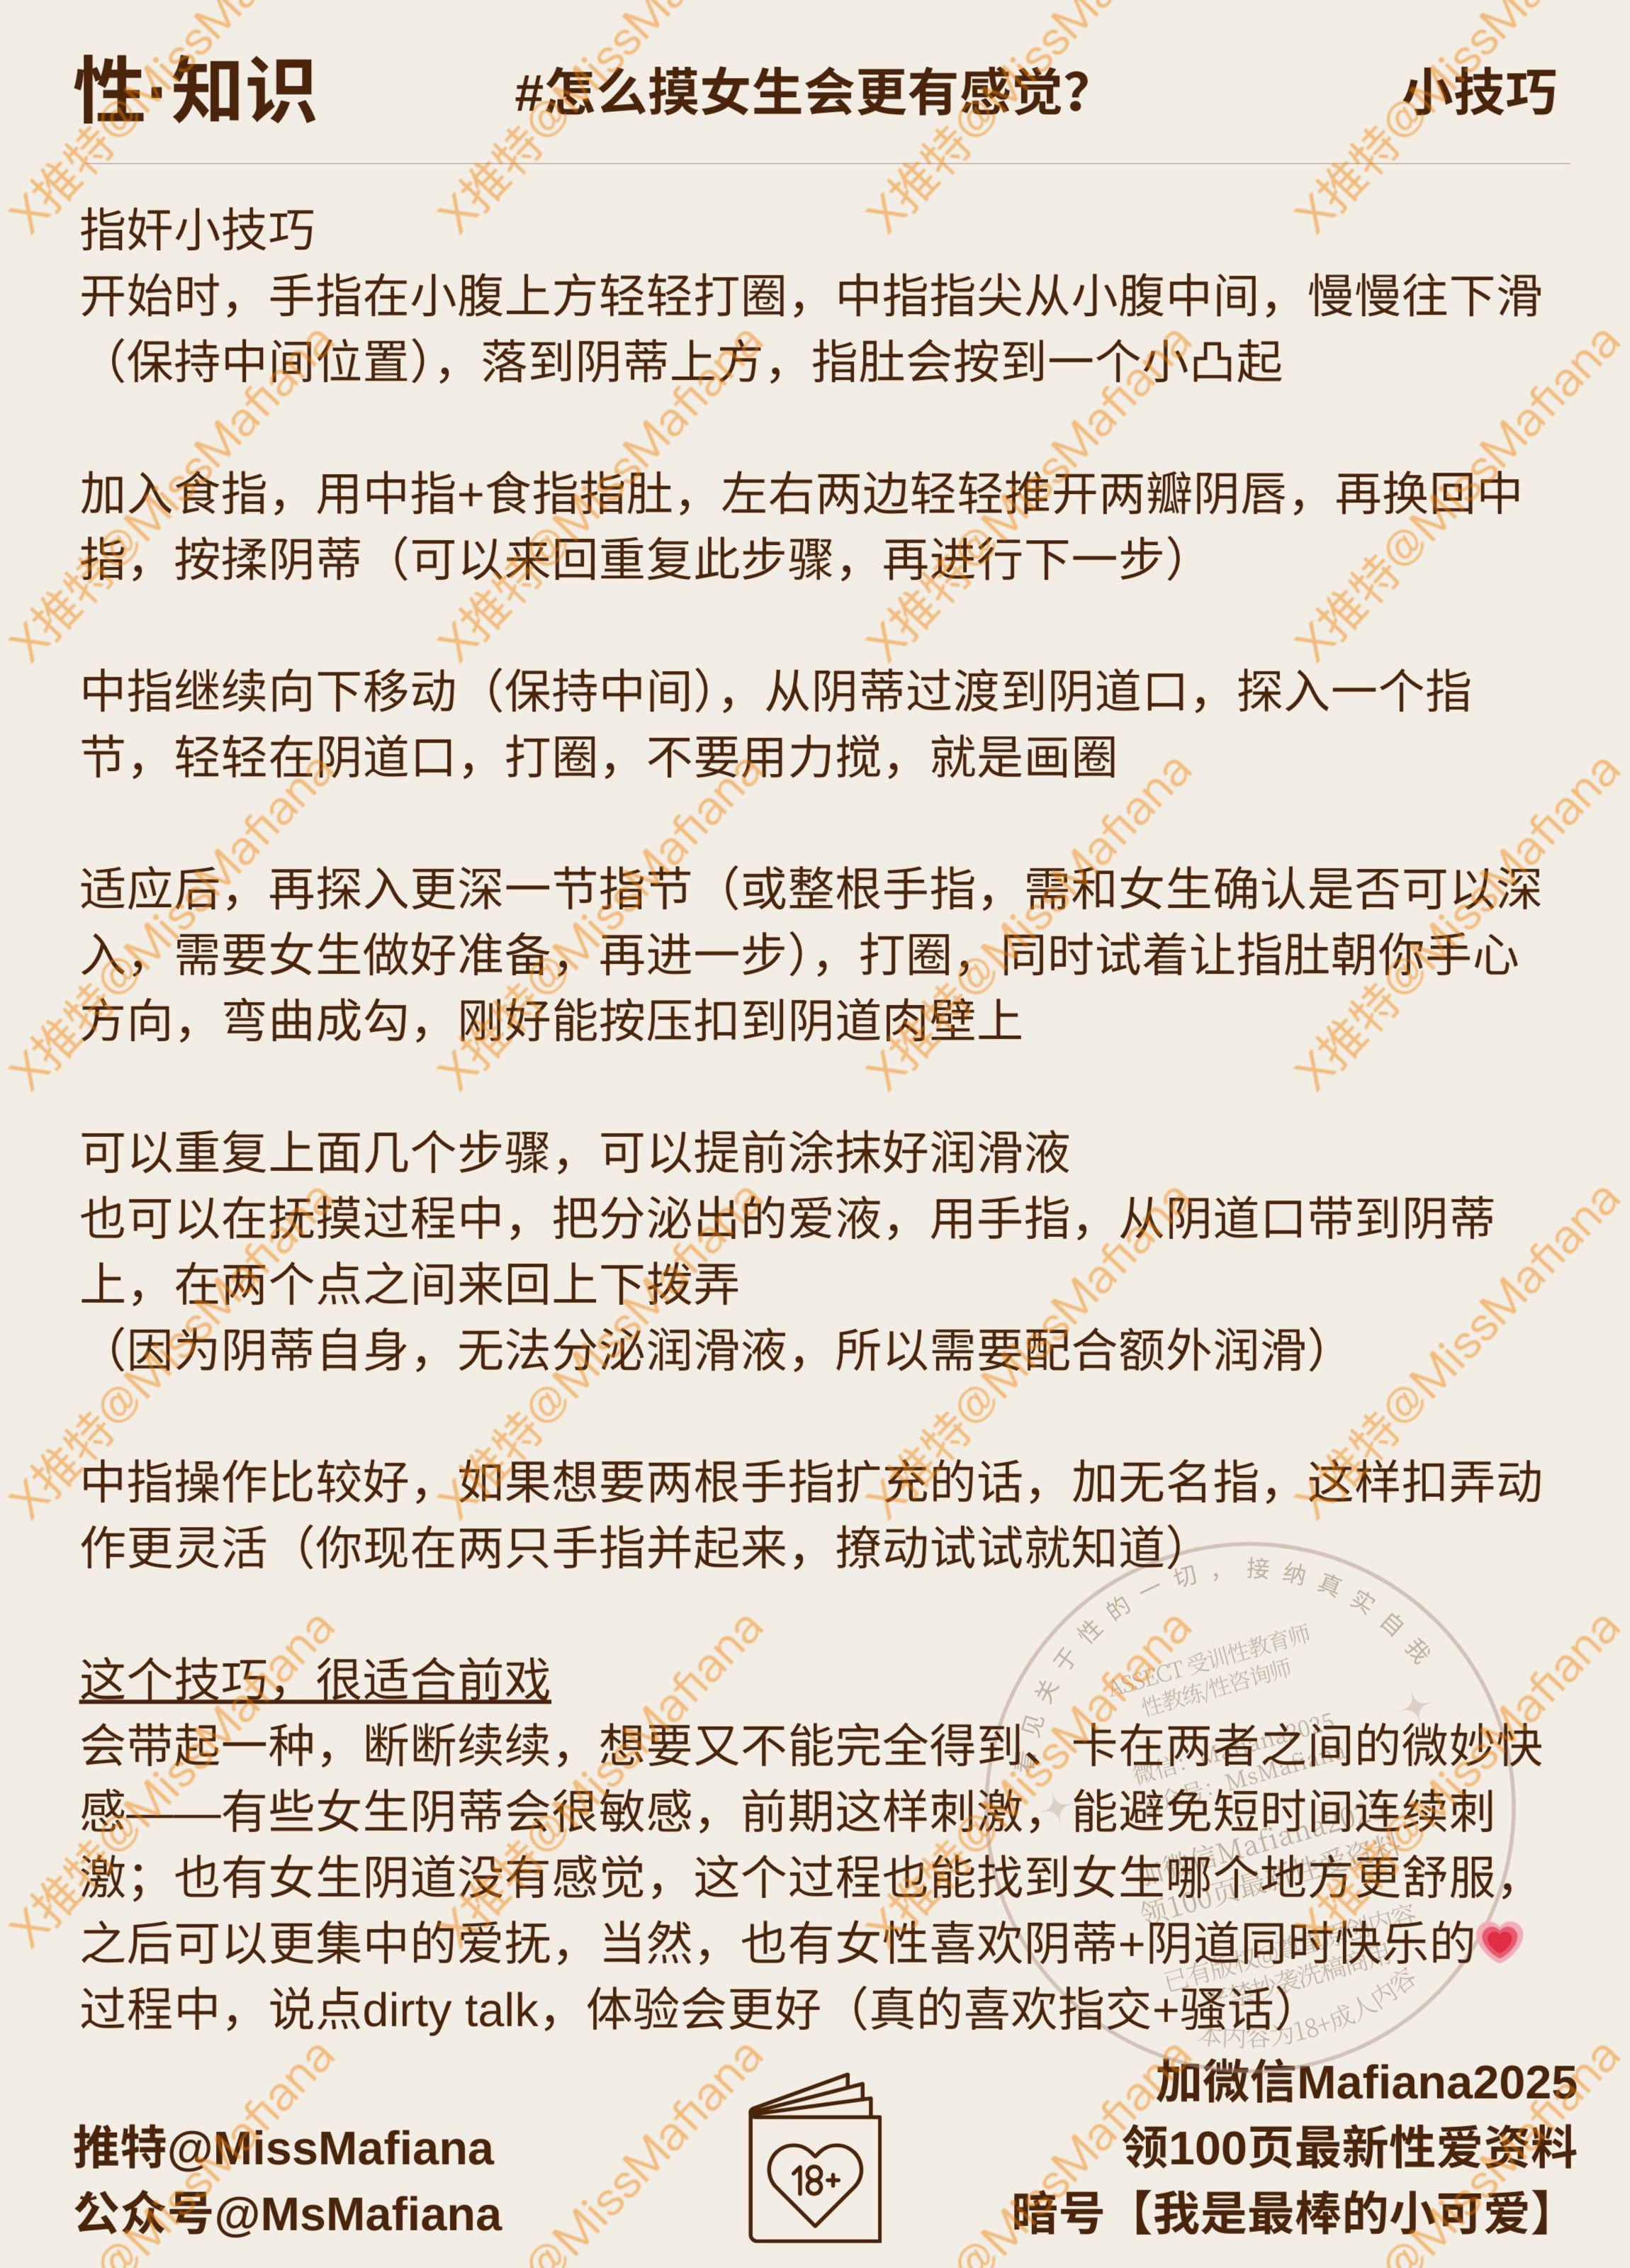 性·知识
#怎么摸女生会更有感觉？
小技巧
指奸小技巧
开始时，手指在小腹上方轻轻打圈，中指指尖从小腹中间，慢慢往下滑
（保持中间位置），落到阴蒂上方，指肚会按到一个小凸起
加入食指，用中指+食指指肚，左右两边轻轻推开两瓣阴唇，再换回中
指，按揉阴蒂（可以来回重复此步骤，再进行下一步）
中指继续向下移动（保持中间），从阴蒂过渡到阴道口，探入一个指
节，轻轻在阴道口，打圈，不要用力搅，就是画圈
适应后，再探入更深一节指节（或整根手指，需和女生确认是否可以深
入，需要女生做好准备，再进一步），打圈，同时试着让指肚朝你手心
方向，弯曲成勾，刚好能按压扣到阴道肉壁上
可以重复上面几个步骤，可以提前涂抹好润滑液
也可以在抚摸过程中，把分泌出的爱液，用手指，从阴道口带到阴蒂
上，在两个点之间来回上下拨弄
（因为阴蒂自身，无法分泌润滑液，所以需要配合额外润滑）
中指操作比较好，如果想要两根手指扩充的话，加无名指，这样扣弄动
作更灵活（你现在两只手指并起来，撩动试试就知道）
这个技巧，很适合前戏
会带起一种，断断续续，想要又不能完全得到、卡在两者之间的微妙快
感——有些女生阴蒂会很敏感，前期这样刺激，能避免短时间连续刺
激；也有女生阴道没有感觉，这个过程也能找到女生哪个地方更舒服，
之后可以更集中的爱抚，当然，也有女性喜欢阴蒂+阴道同时快乐的💗
过程中，说点dirty talk，体验会更好（真的喜欢指交+骚话）
见关于性的一切，接纳真实自我
ASSECT 受训性教育师
性教练/性咨询师
微信：Mafiana2025
公众号：MsMafiana
加微信Mafiana2025
领100页最新性爱资料
本内容为18+成人内容
推特@MissMafiana
公众号@MsMafiana
18+
加微信Mafiana2025
领100页最新性爱资料
暗号【我是最棒的小可爱】
X推特@MissMafiana